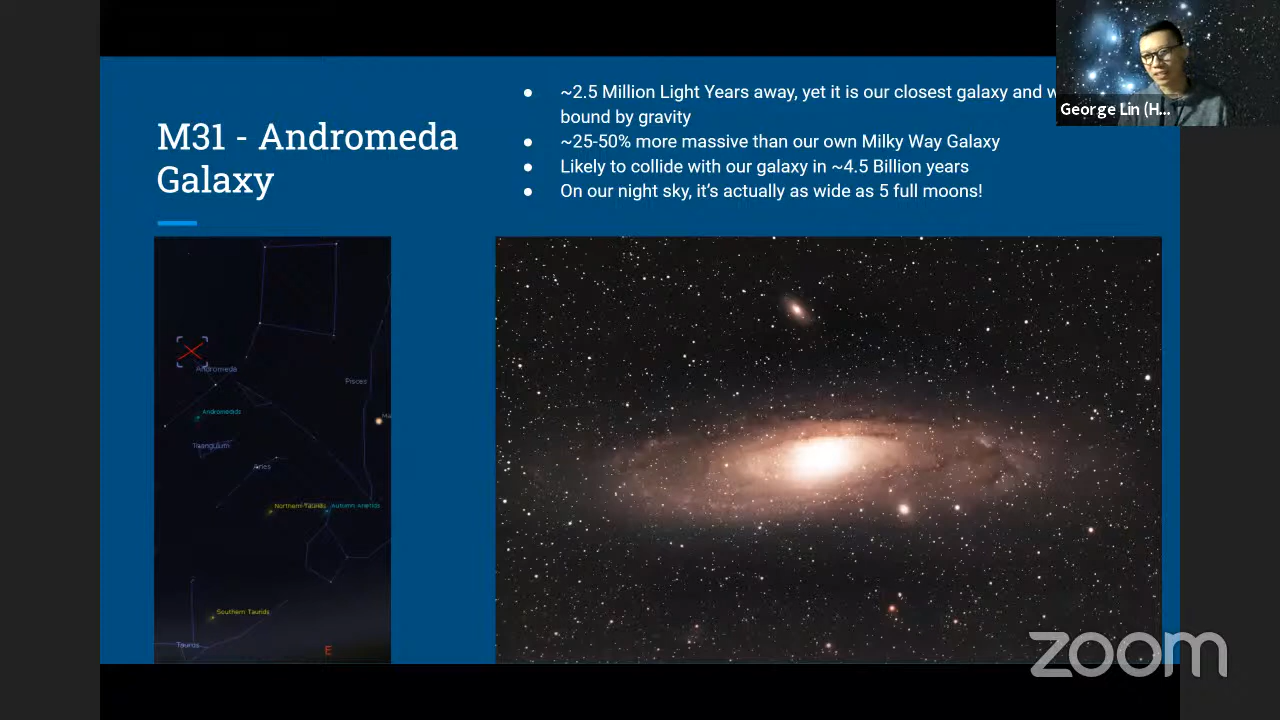 M31 - Andromeda
Galaxy
~2.5 Million Light Years away, yet it is our closest galaxy and
bound by gravity
~25-50% more massive than our own Milky Way Galaxy
Likely to collide with our galaxy in ~4.5 Billion years
On our night sky, it’s actually as wide as 5 full moons!
George Lin (H...
Andromeda
Pisces
Andromedids
Triangulum
Aries
Northern Taurids
Autumn Arietids
Southern Taurids
Taurus
E
zoom